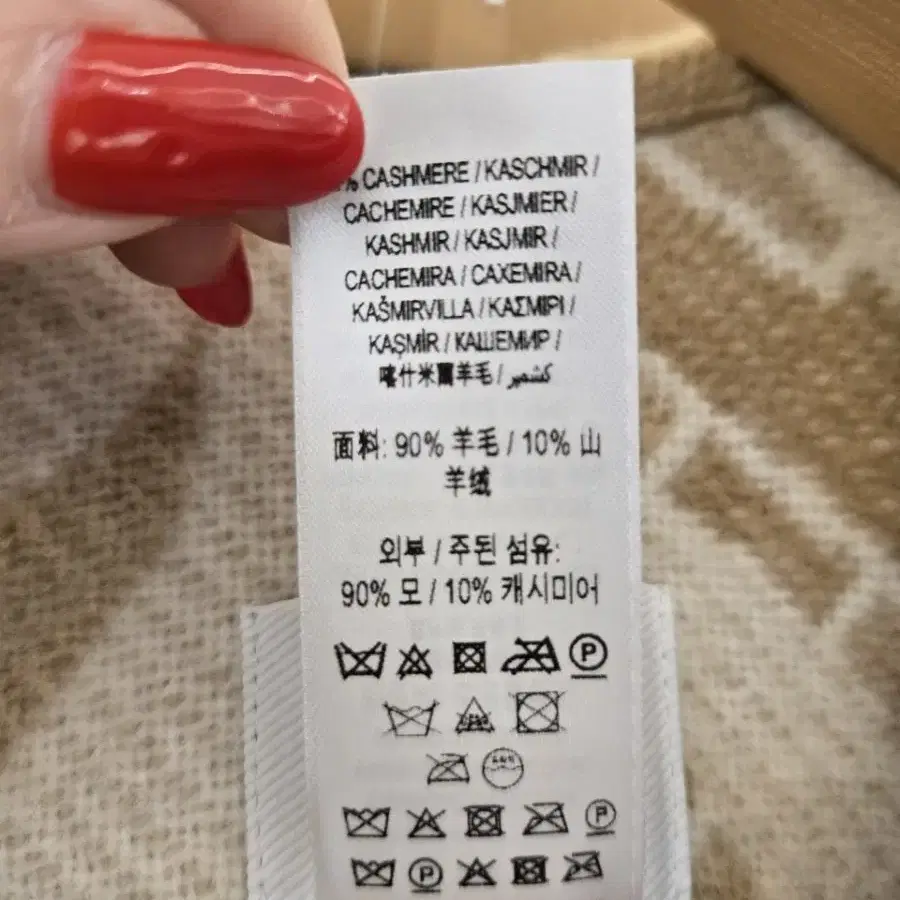 % CASHMERE / KASCHMIR /
CACHEMIRE / KASJMIER /
KASHMIR / KASJMIR /
CACHEMIRA / CAXEMIRA /
KAŠMIRVILLA / ΚΑΣΜΙΡΙ /
KAŞMİR / КАШЕМИР /
喀什米爾羊毛 / كشمير
面料: 90% 羊毛 / 10% 山
羊绒
외부 / 주된 섬유:
90% 모 / 10% 캐시미어
P
P
P